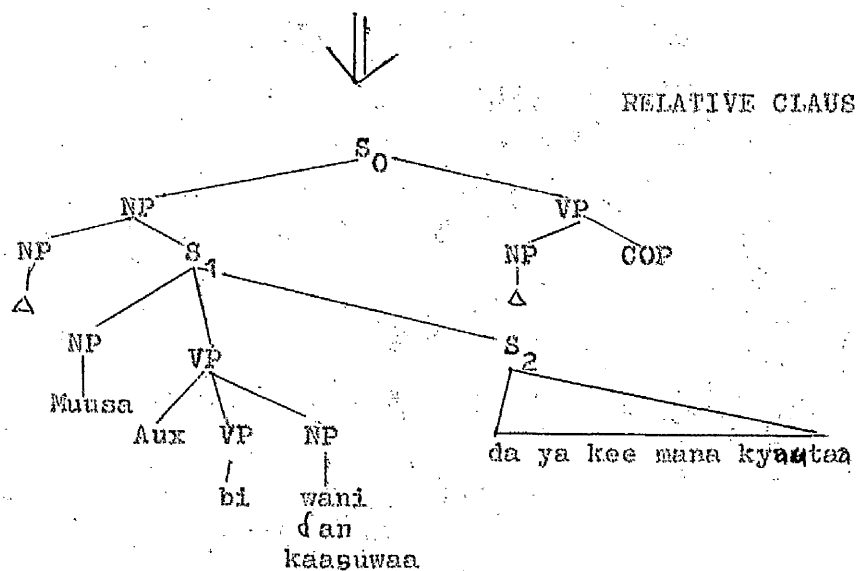 RELATIVE CLAUS
S0
NP VP
NP S1 NP COP
Δ Δ
NP VP S2
Muusa
Aux VP NP
da ya kee mana kyautaa
bi wani
ɗan
kaasuwaa